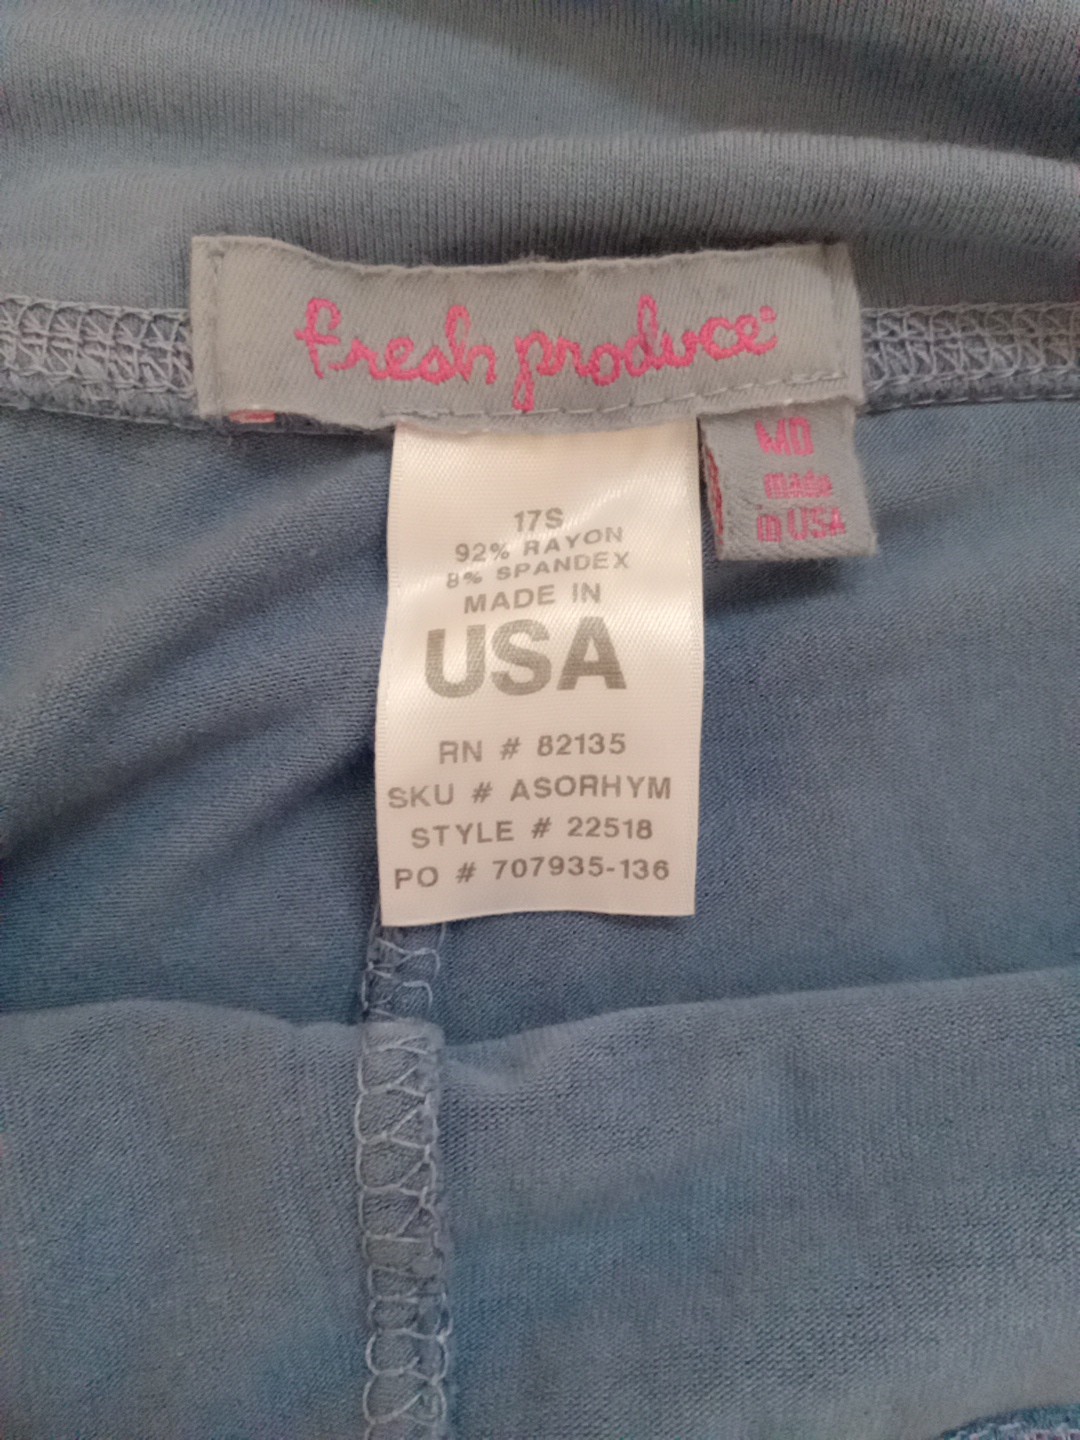 fresh produce
MD
made
in USA
17S
92% RAYON
8% SPANDEX
MADE IN
USA
RN # 82135
SKU # ASORHYM
STYLE # 22518
PO # 707935-136